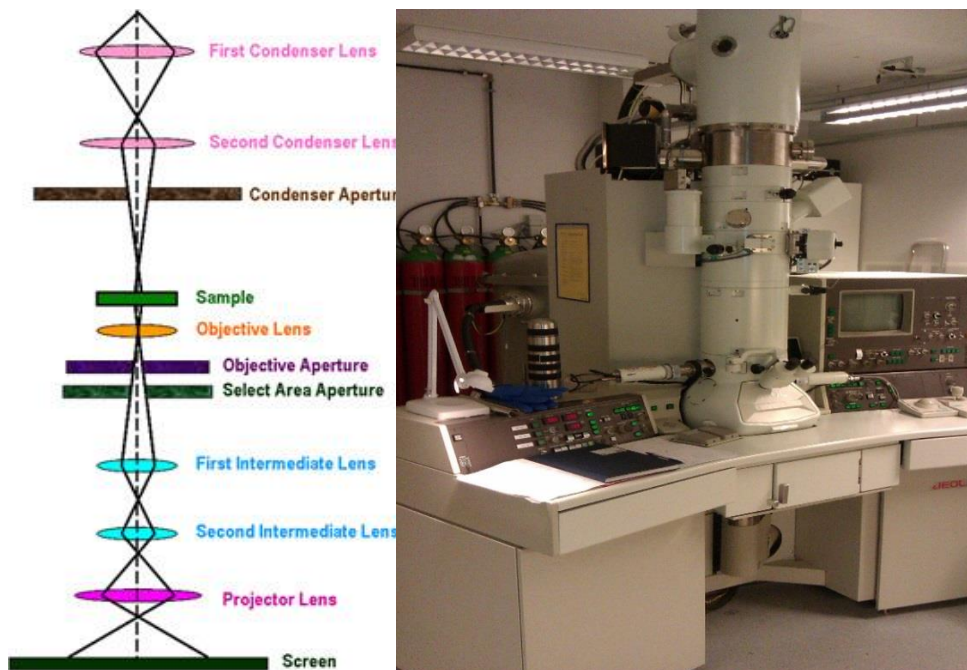 First Condenser Lens
Second Condenser Lens
Condenser Apertur
Sample
Objective Lens
Objective Aperture
Select Area Aperture
First Intermediate Lens
Second Intermediate Lens
Projector Lens
Screen
JEOL